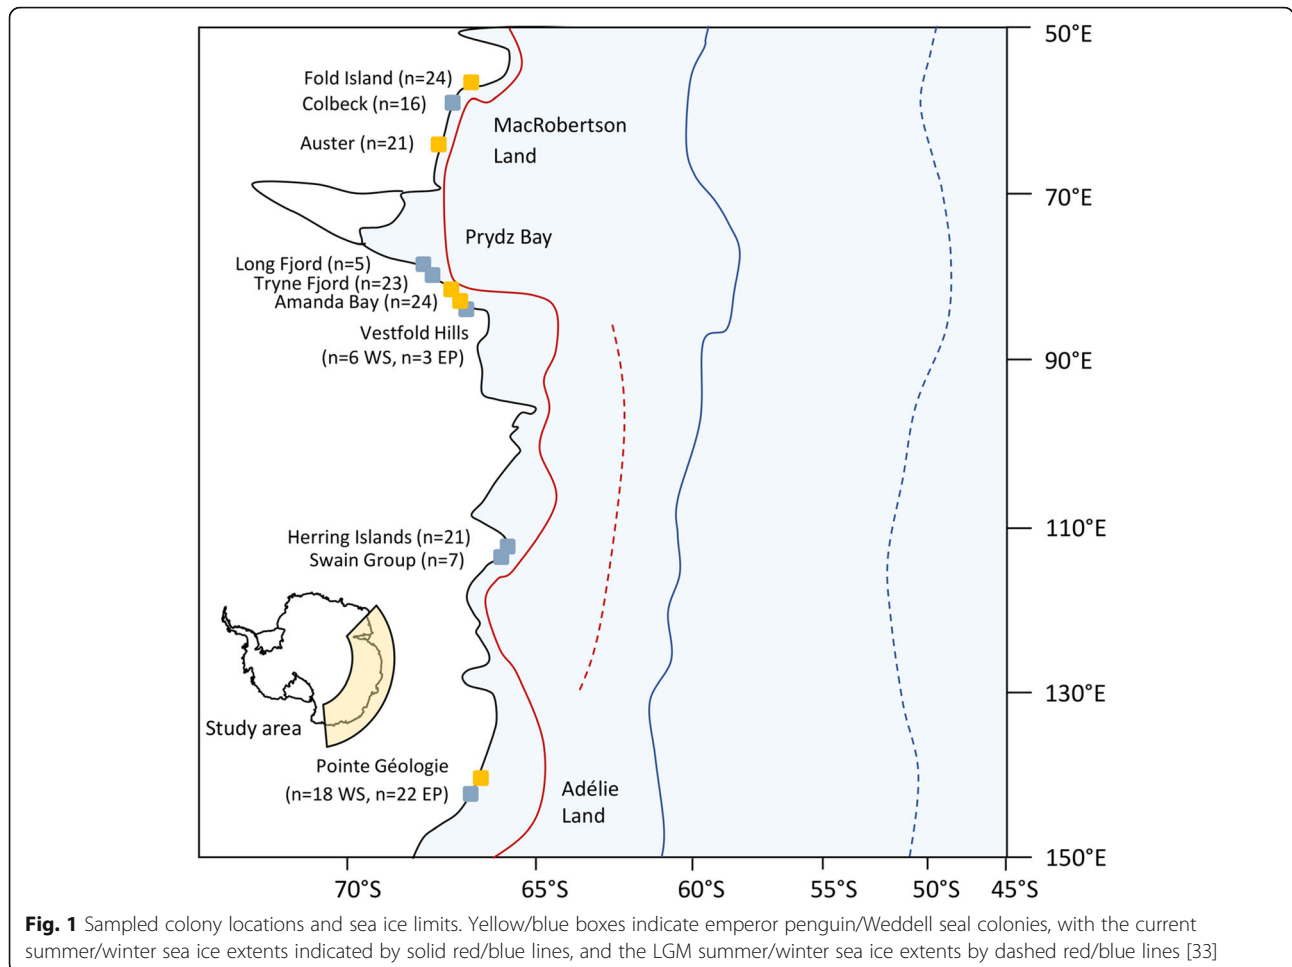 50°E
Fold Island (n=24)
Colbeck (n=16)
MacRobertson
Land
Auster (n=21)
70°E
Prydz Bay
Long Fjord (n=5)
Tryne Fjord (n=23)
Amanda Bay (n=24)
Vestfold Hills
(n=6 WS, n=3 EP)
90°E
110°E
Herring Islands (n=21)
Swain Group (n=7)
130°E
Study area
Pointe Géologie
(n=18 WS, n=22 EP)
Adélie
Land
150°E
70°S 65°S 60°S 55°S 50°S 45°S
Fig. 1 Sampled colony locations and sea ice limits. Yellow/blue boxes indicate emperor penguin/Weddell seal colonies, with the current
summer/winter sea ice extents indicated by solid red/blue lines, and the LGM summer/winter sea ice extents by dashed red/blue lines [33]